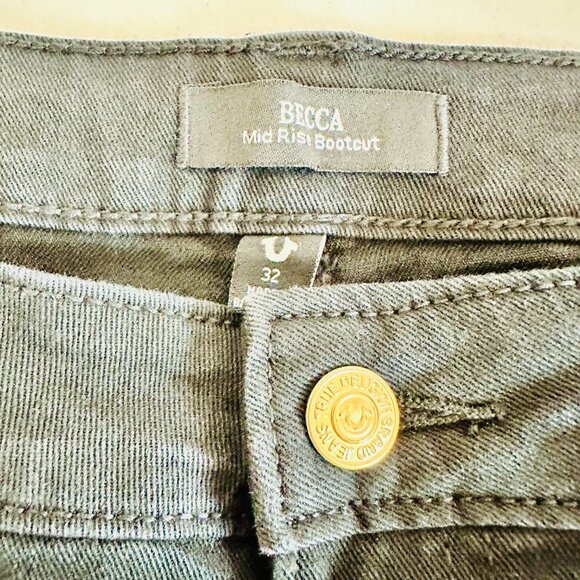 BECCA
Mid Rise Bootcut
32
TRUE RELIGION BRAND JEANS